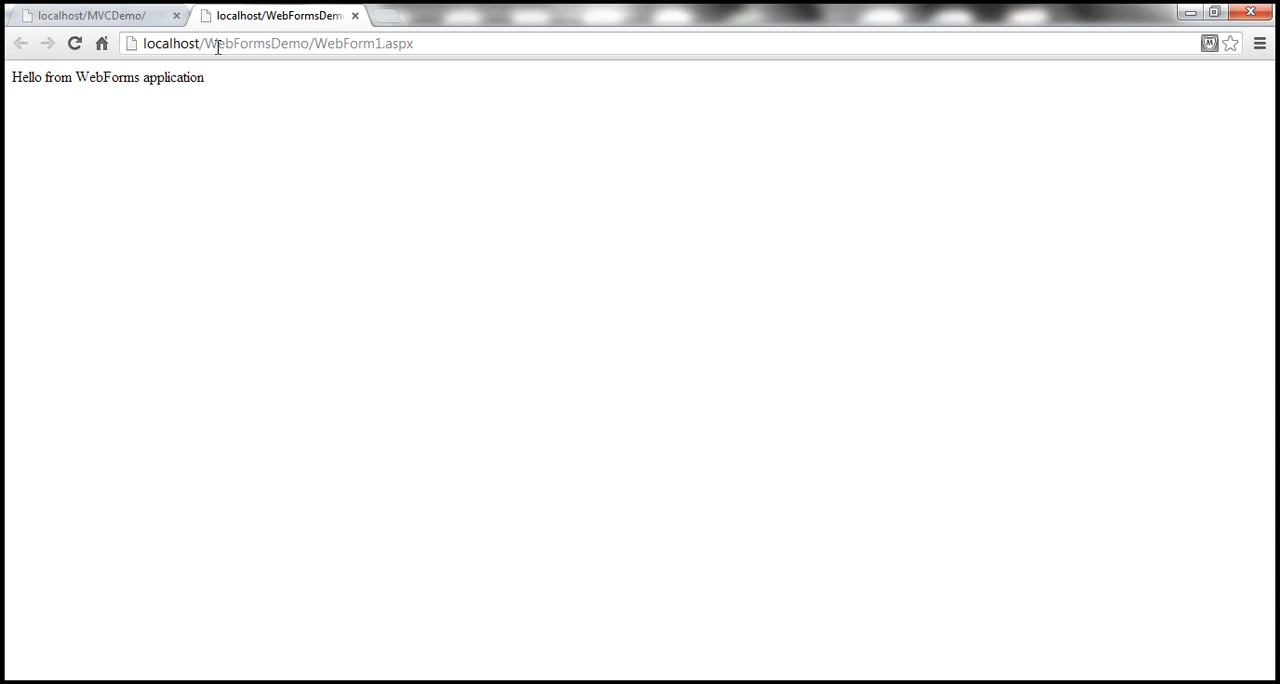 localhost/MVCDemo/
localhost/WebFormsDem
localhost/WebFormsDemo/WebForm1.aspx
Hello from WebForms application